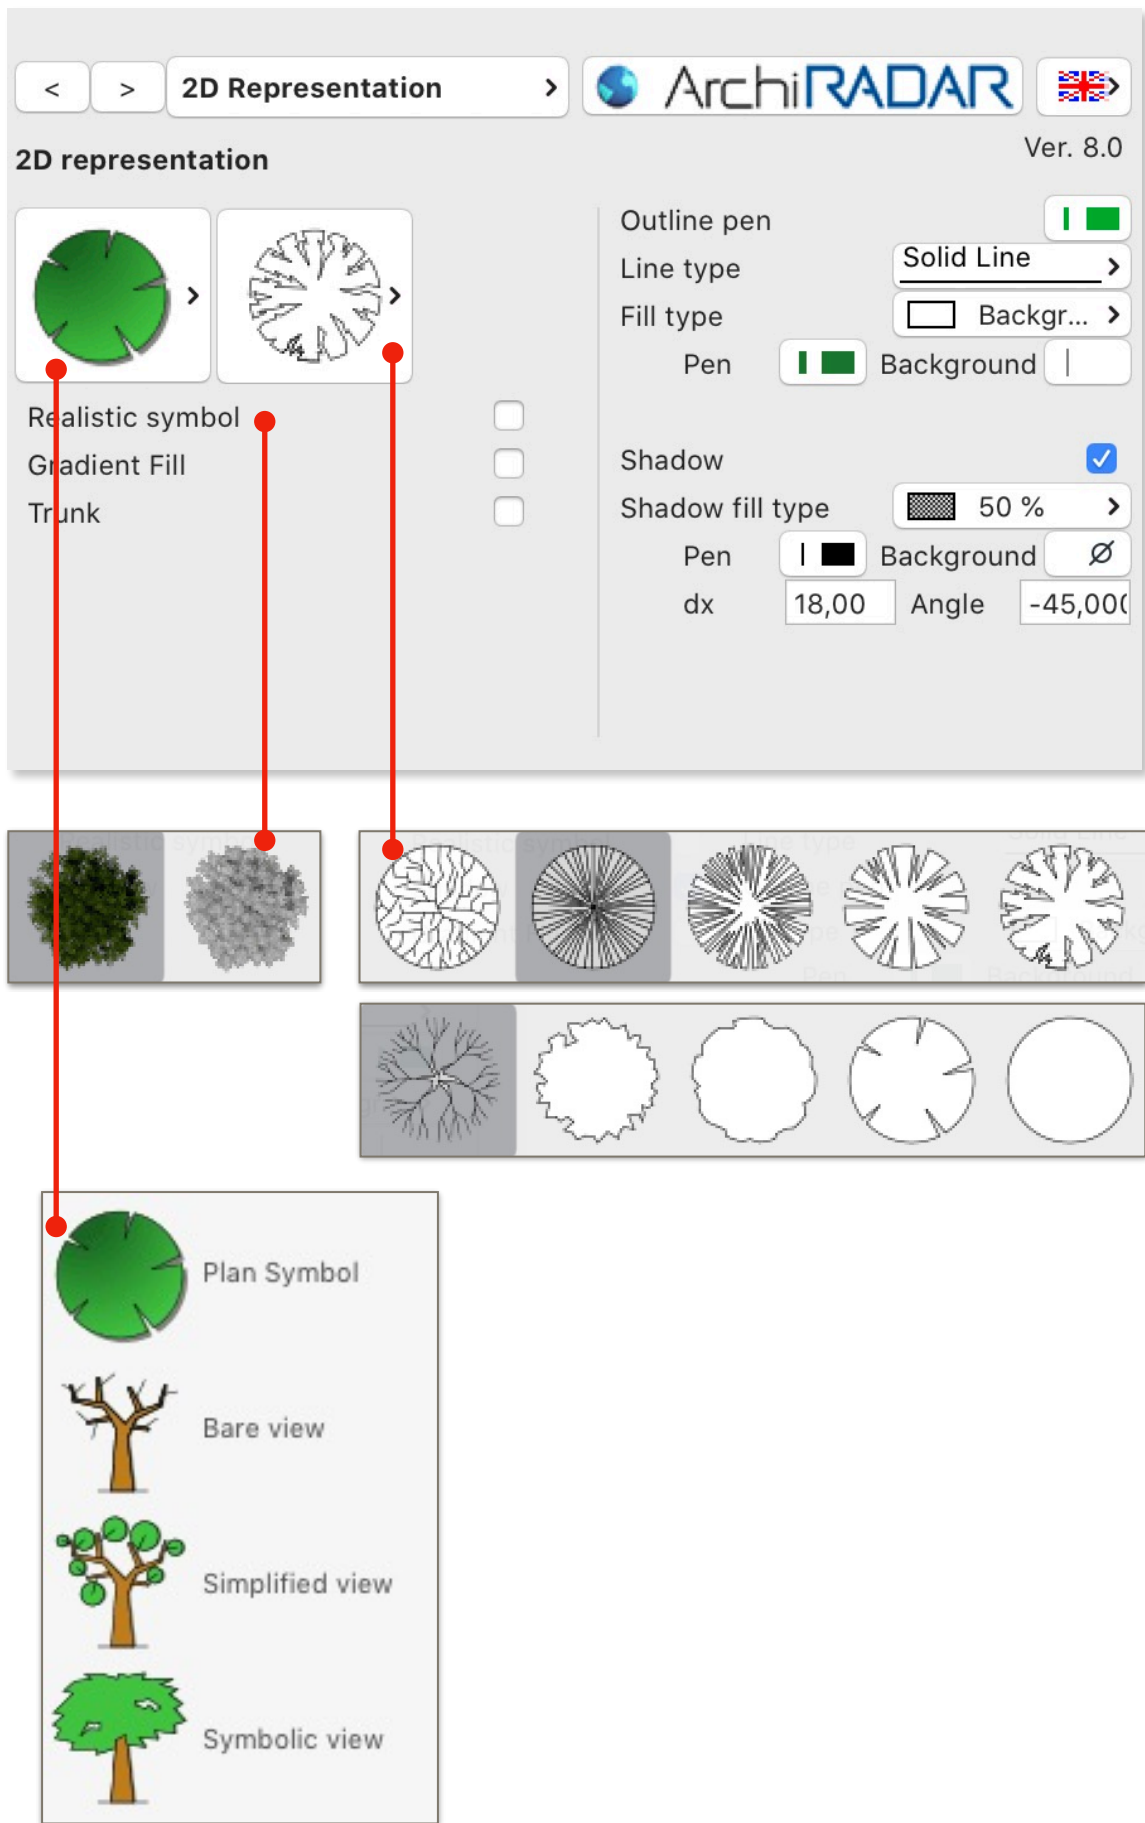 < > 2D Representation > ArchiRADAR >
2D representation
Ver. 8.0
Realistic symbol
Gradient Fill
Trunk
Outline pen
Line type Solid Line
Fill type Backgr...
Pen Background
Shadow
Shadow fill type 50 %
Pen Background
dx 18,00 Angle -45,00
Plan Symbol
Bare view
Simplified view
Symbolic view